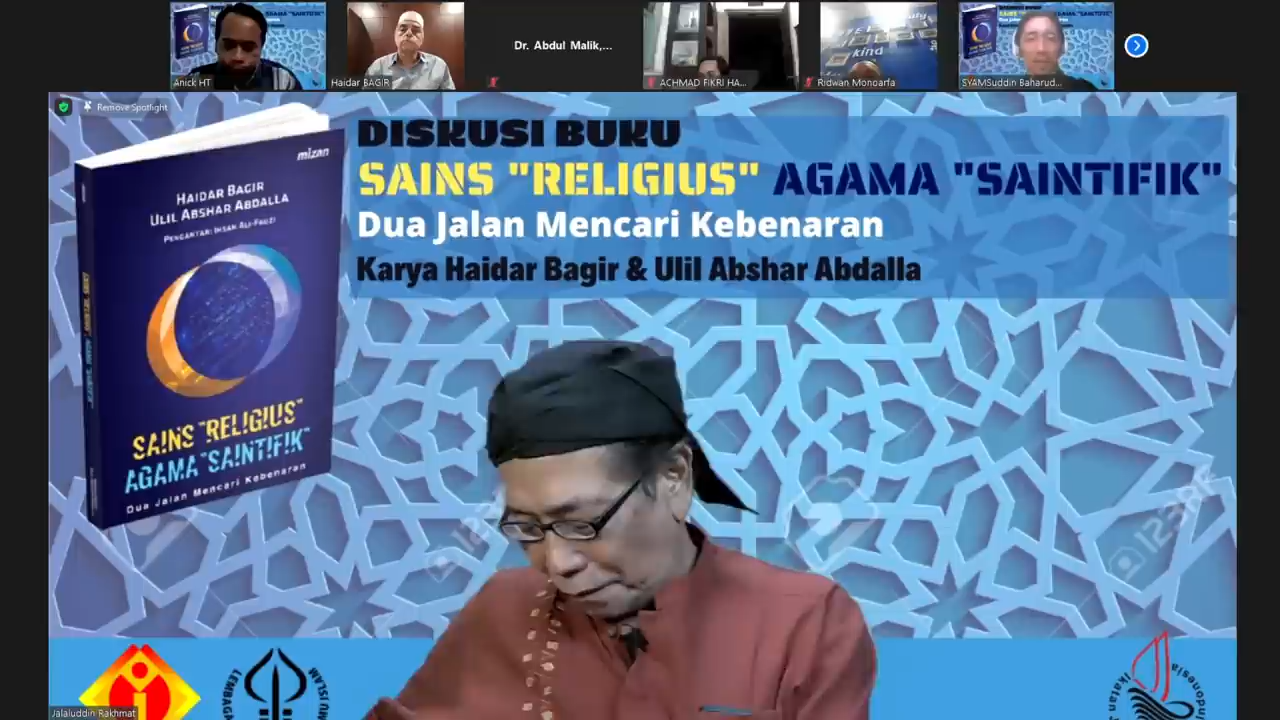 Anick HT
Haidar BAGIR
Dr. Abdul Malik,...
ACHMAD FIKRI HA...
Ridwan Monoarfa
SYAMSuddin Baharud...
Remove Spotlight
mizan
HAIDAR BAGIR
ULIL ABSHAR ABDALLA
PENGANTAR: IHSAN ALI-FAUZI
SAINS "RELIGIUS"
AGAMA "SAINTIFIK"
Dua Jalan Mencari Kebenaran
DISKUSI BUKU
SAINS "RELIGIUS" AGAMA "SAINTIFIK"
Dua Jalan Mencari Kebenaran
Karya Haidar Bagir & Ulil Abshar Abdalla
123RF
Jalaluddin Rakhmat